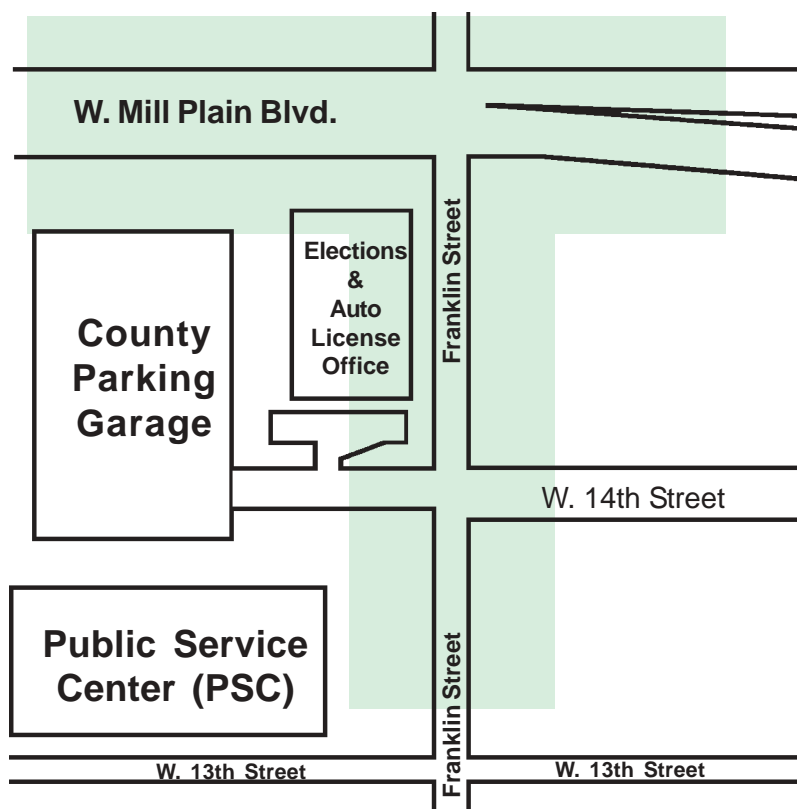 W. Mill Plain Blvd.
Elections
&
Auto
License
Office
Franklin Street
County
Parking
Garage
W. 14th Street
Public Service
Center (PSC)
Franklin Street
W. 13th Street
W. 13th Street